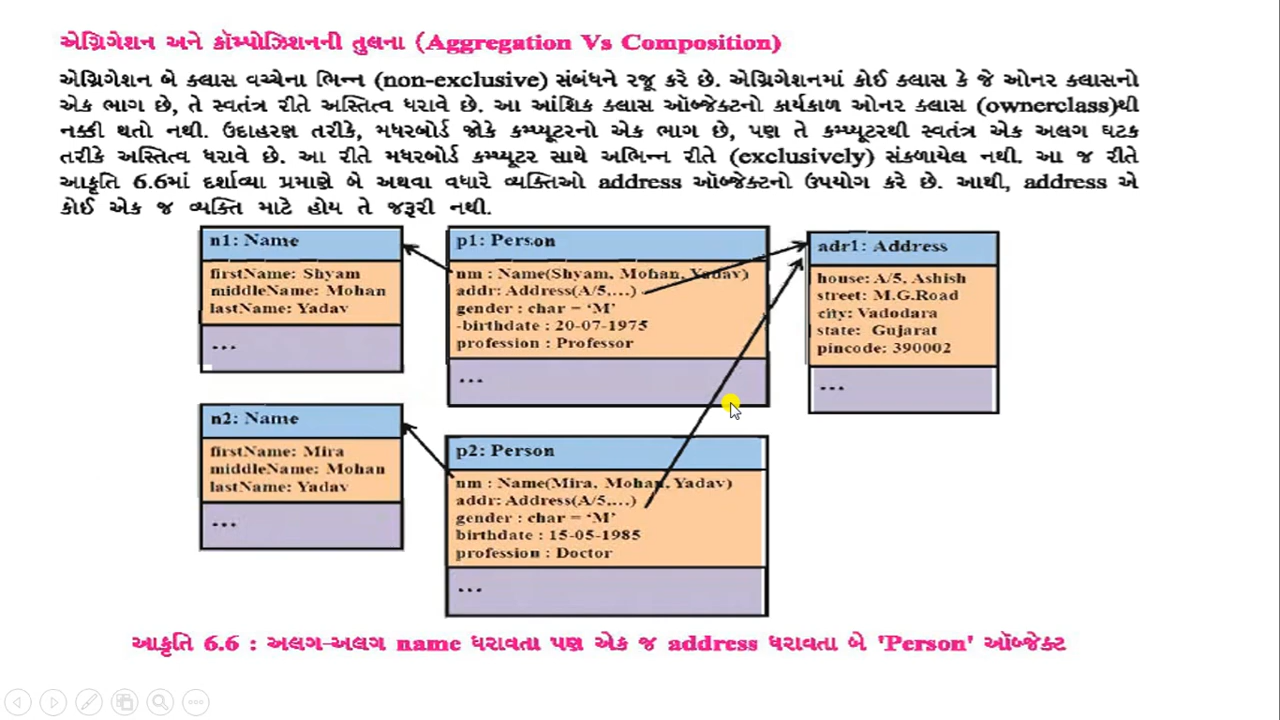 એગ્રિગેશન અને કૉમ્પોઝિશનની તુલના (Aggregation Vs Composition)
એગ્રિગેશન બે ક્લાસ વચ્ચેના ભિન્ન (non-exclusive) સંબંધને રજૂ કરે છે. એગ્રિગેશનમાં કોઈ ક્લાસ કે જે ઓનર ક્લાસનો
એક ભાગ છે, તે સ્વતંત્ર રીતે અસ્તિત્વ ધરાવે છે. આ આંશિક ક્લાસ ઑબ્જેક્ટનો કાર્યકાળ ઓનર ક્લાસ (ownerclass)થી
નક્કી થતો નથી. ઉદાહરણ તરીકે, મધરબોર્ડ જોકે કમ્પ્યૂટરનો એક ભાગ છે, પણ તે કમ્પ્યૂટરથી સ્વતંત્ર એક અલગ ઘટક
તરીકે અસ્તિત્વ ધરાવે છે. આ રીતે મધરબોર્ડ કમ્પ્યૂટર સાથે અભિન્ન રીતે (exclusively) સંકળાયેલ નથી. આ જ રીતે
આકૃતિ 6.6માં દર્શાવ્યા પ્રમાણે બે અથવા વધારે વ્યક્તિઓ address ઑબ્જેક્ટનો ઉપયોગ કરે છે. આથી, address એ
કોઈ એક જ વ્યક્તિ માટે હોય તે જરૂરી નથી.
n1: Name
firstName: Shyam
middleName: Mohan
lastName: Yadav
...
p1: Person
nm : Name(Shyam, Mohan, Yadav)
addr: Address(A/5,...)
gender : char = ‘M’
-birthdate : 20-07-1975
profession : Professor
...
adr1: Address
house: A/5, Ashish
street: M.G.Road
city: Vadodara
state: Gujarat
pincode: 390002
...
n2: Name
firstName: Mira
middleName: Mohan
lastName: Yadav
...
p2: Person
nm : Name(Mira, Mohan, Yadav)
addr: Address(A/5,...)
gender : char = ‘M’
birthdate : 15-05-1985
profession : Doctor
...
આકૃતિ 6.6 : અલગ-અલગ name ધરાવતા પણ એક જ address ધરાવતા બે 'Person' ઑબ્જેક્ટ